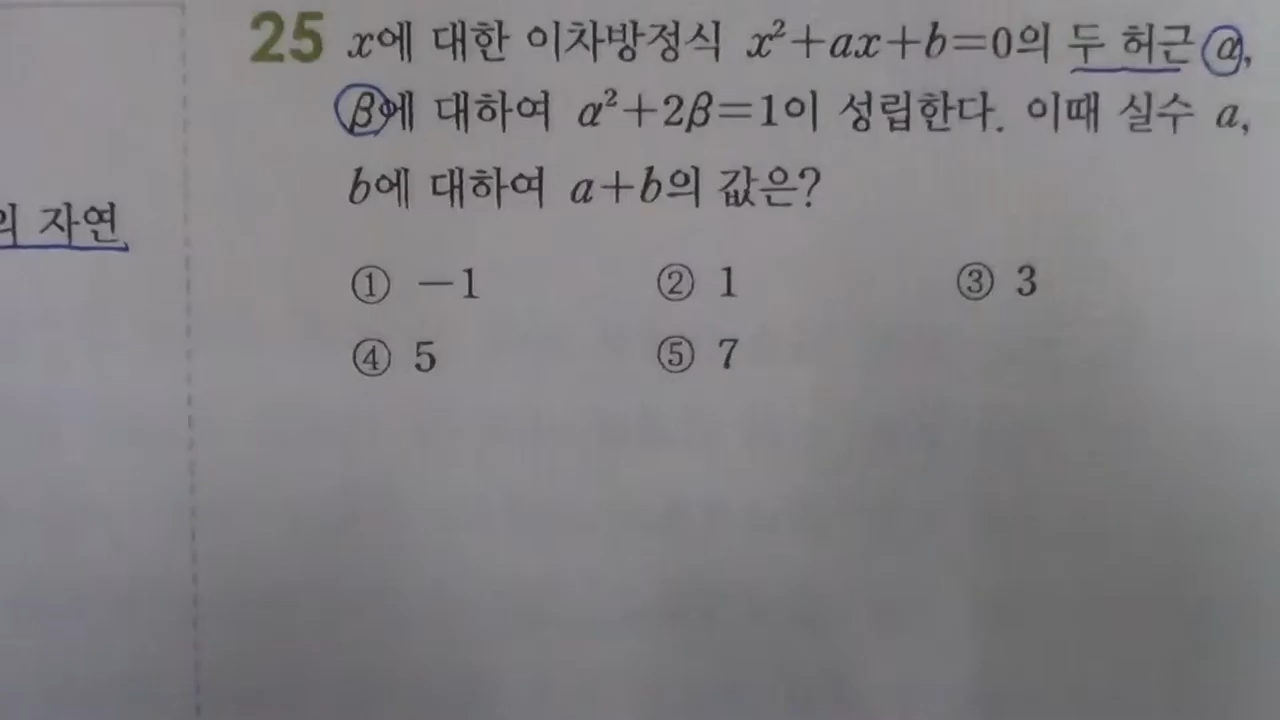 25 x에 대한 이차방정식 x²+ax+b=0의 두 허근 α,
β에 대하여 α²+2β=1이 성립한다. 이때 실수 a,
b에 대하여 a+b의 값은?
의 자연
① -1 ② 1 ③ 3
④ 5 ⑤ 7